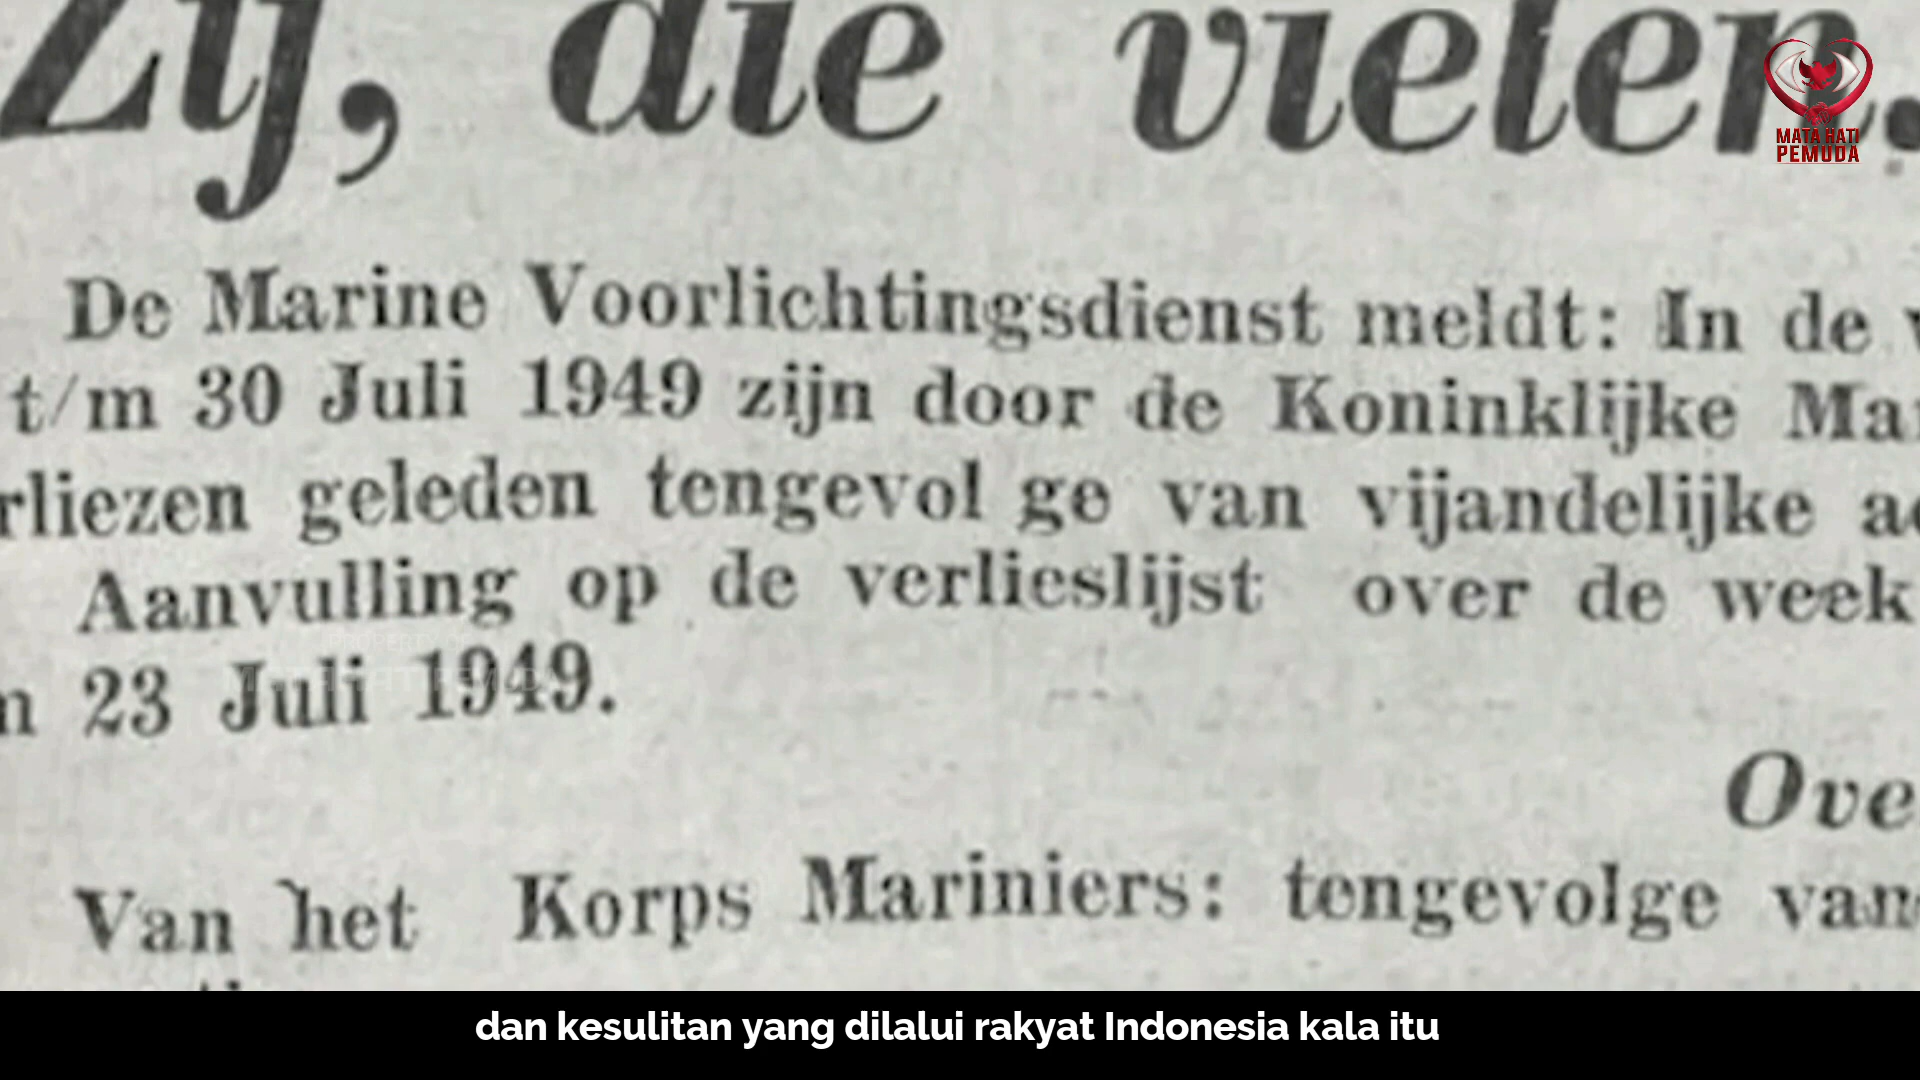 Zij, die vielen.
MATA HATI
PEMUDA
De Marine Voorlichtingsdienst meldt: In de
t/m 30 Juli 1949 zijn door de Koninklijke Ma
rliezen geleden tengevol ge van vijandelijke a
Aanvulling op de verlieslijst over de week
23 Juli 1949.
Ove
Van het Korps Mariniers: tengevolge van
dan kesulitan yang dilalui rakyat Indonesia kala itu